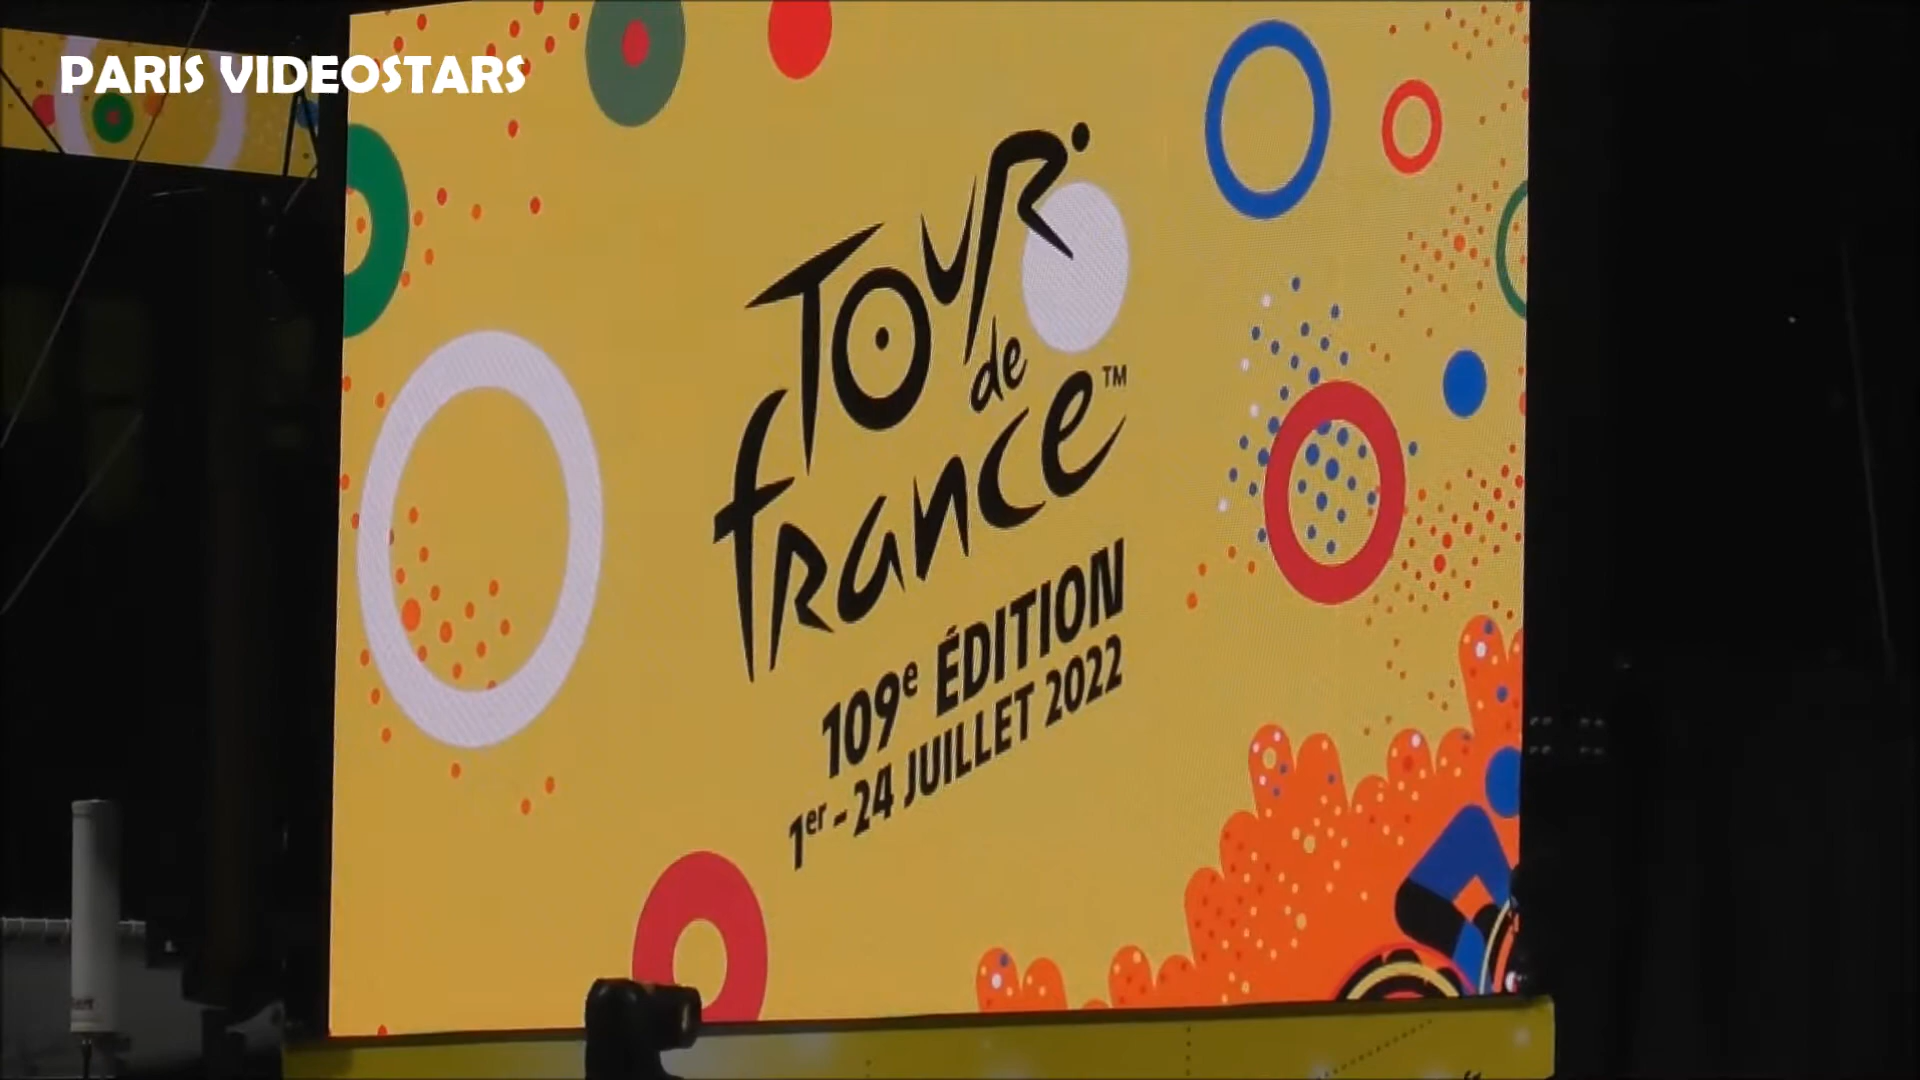 PARIS VIDEOSTARS
TOUR
de
france™
109e ÉDITION
1er - 24 JUILLET 2022